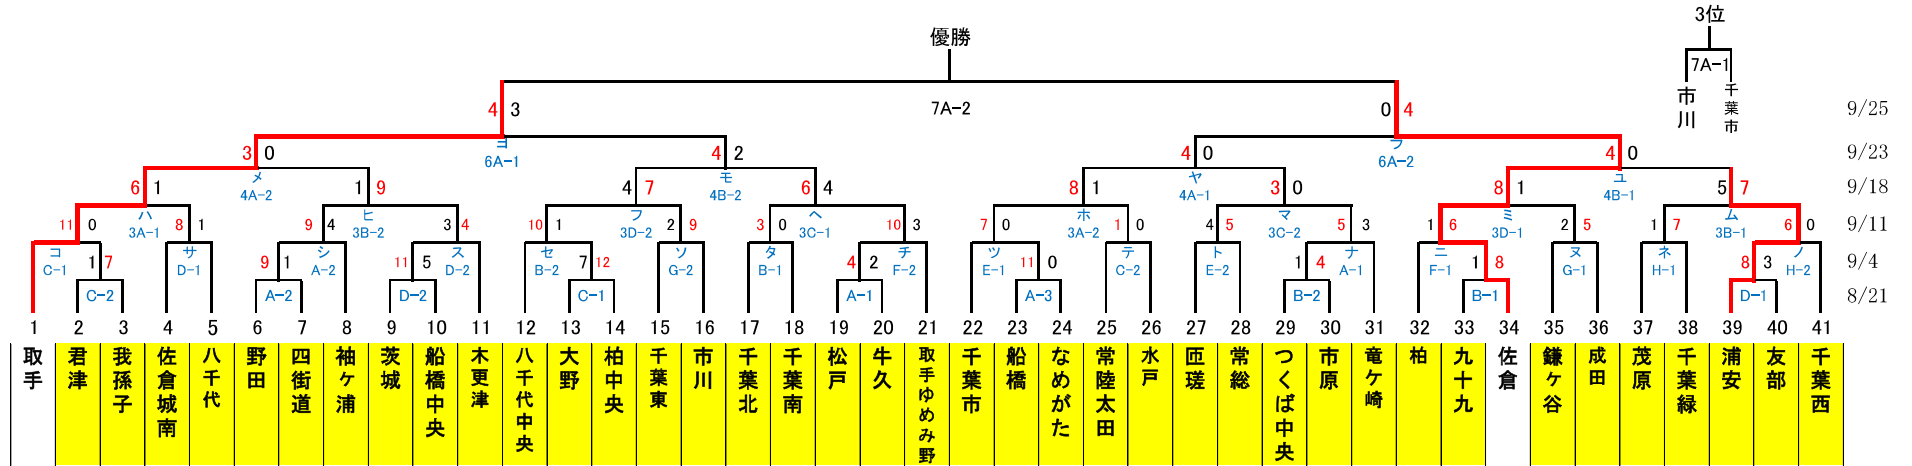 3位
優勝
7A-1
市川
千葉市
4 3 7A-2 0 4 9/25
ヨ フ
6A-1 6A-2
3 0 4 2 4 0 4 0 9/23
メ モ ヤ ユ
4A-2 4B-2 4A-1 4B-1
6 1 1 9 4 7 6 4 8 1 3 0 8 1 5 7 9/18
ハ ヒ フ ヘ ホ マ ミ ム
3A-1 3B-2 3D-2 3C-1 3A-2 3C-2 3D-1 3B-1
11 0 8 1 9 4 3 4 10 1 2 9 3 0 10 3 7 0 1 0 4 5 5 3 1 6 2 5 1 7 6 0 9/11
コ サ シ ス セ ソ タ チ ツ テ ト ナ ニ ヌ ネ ノ
C-1 D-1 A-2 D-2 B-2 G-2 B-1 F-2 E-1 C-2 E-2 A-1 F-1 G-1 H-1 H-2
1 7 9 1 11 5 7 12 4 2 11 0 1 4 1 8 8 3 9/4
C-2 A-2 D-2 C-1 A-1 A-3 B-2 B-1 D-1 8/21
1 2 3 4 5 6 7 8 9 10 11 12 13 14 15 16 17 18 19 20 21 22 23 24 25 26 27 28 29 30 31 32 33 34 35 36 37 38 39 40 41
取手
君津
我孫子
佐倉城南
八千代
野田
四街道
袖ヶ浦
茨城
船橋中央
木更津
八千代中央
大野
柏中央
千葉東
市川
千葉北
千葉南
松戸
牛久
取手ゆめみ野
千葉市
船橋
なめがた
常陸太田
水戸
匝瑳
常総
つくば中央
市原
竜ケ崎
柏
九十九
佐倉
鎌ヶ谷
成田
茂原
千葉緑
浦安
友部
千葉西